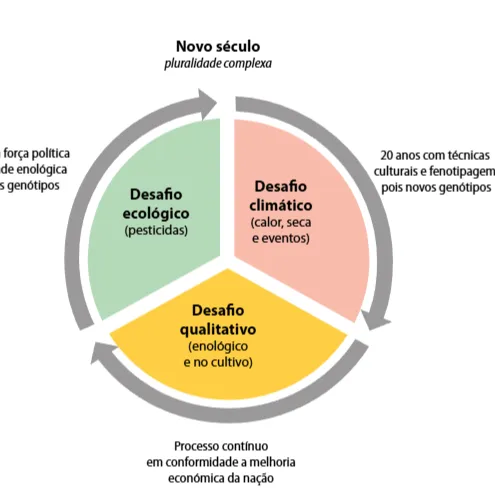 Novo século
pluralidade complexa
força política
de enológica
s genótipos
20 anos com técnicas
culturais e fenotipagem
pois novos genótipos
Desafio
ecológico
(pesticidas)
Desafio
climático
(calor, seca
e eventos)
Desafio
qualitativo
(enológico
e no cultivo)
Processo contínuo
em conformidade a melhoria
económica da nação